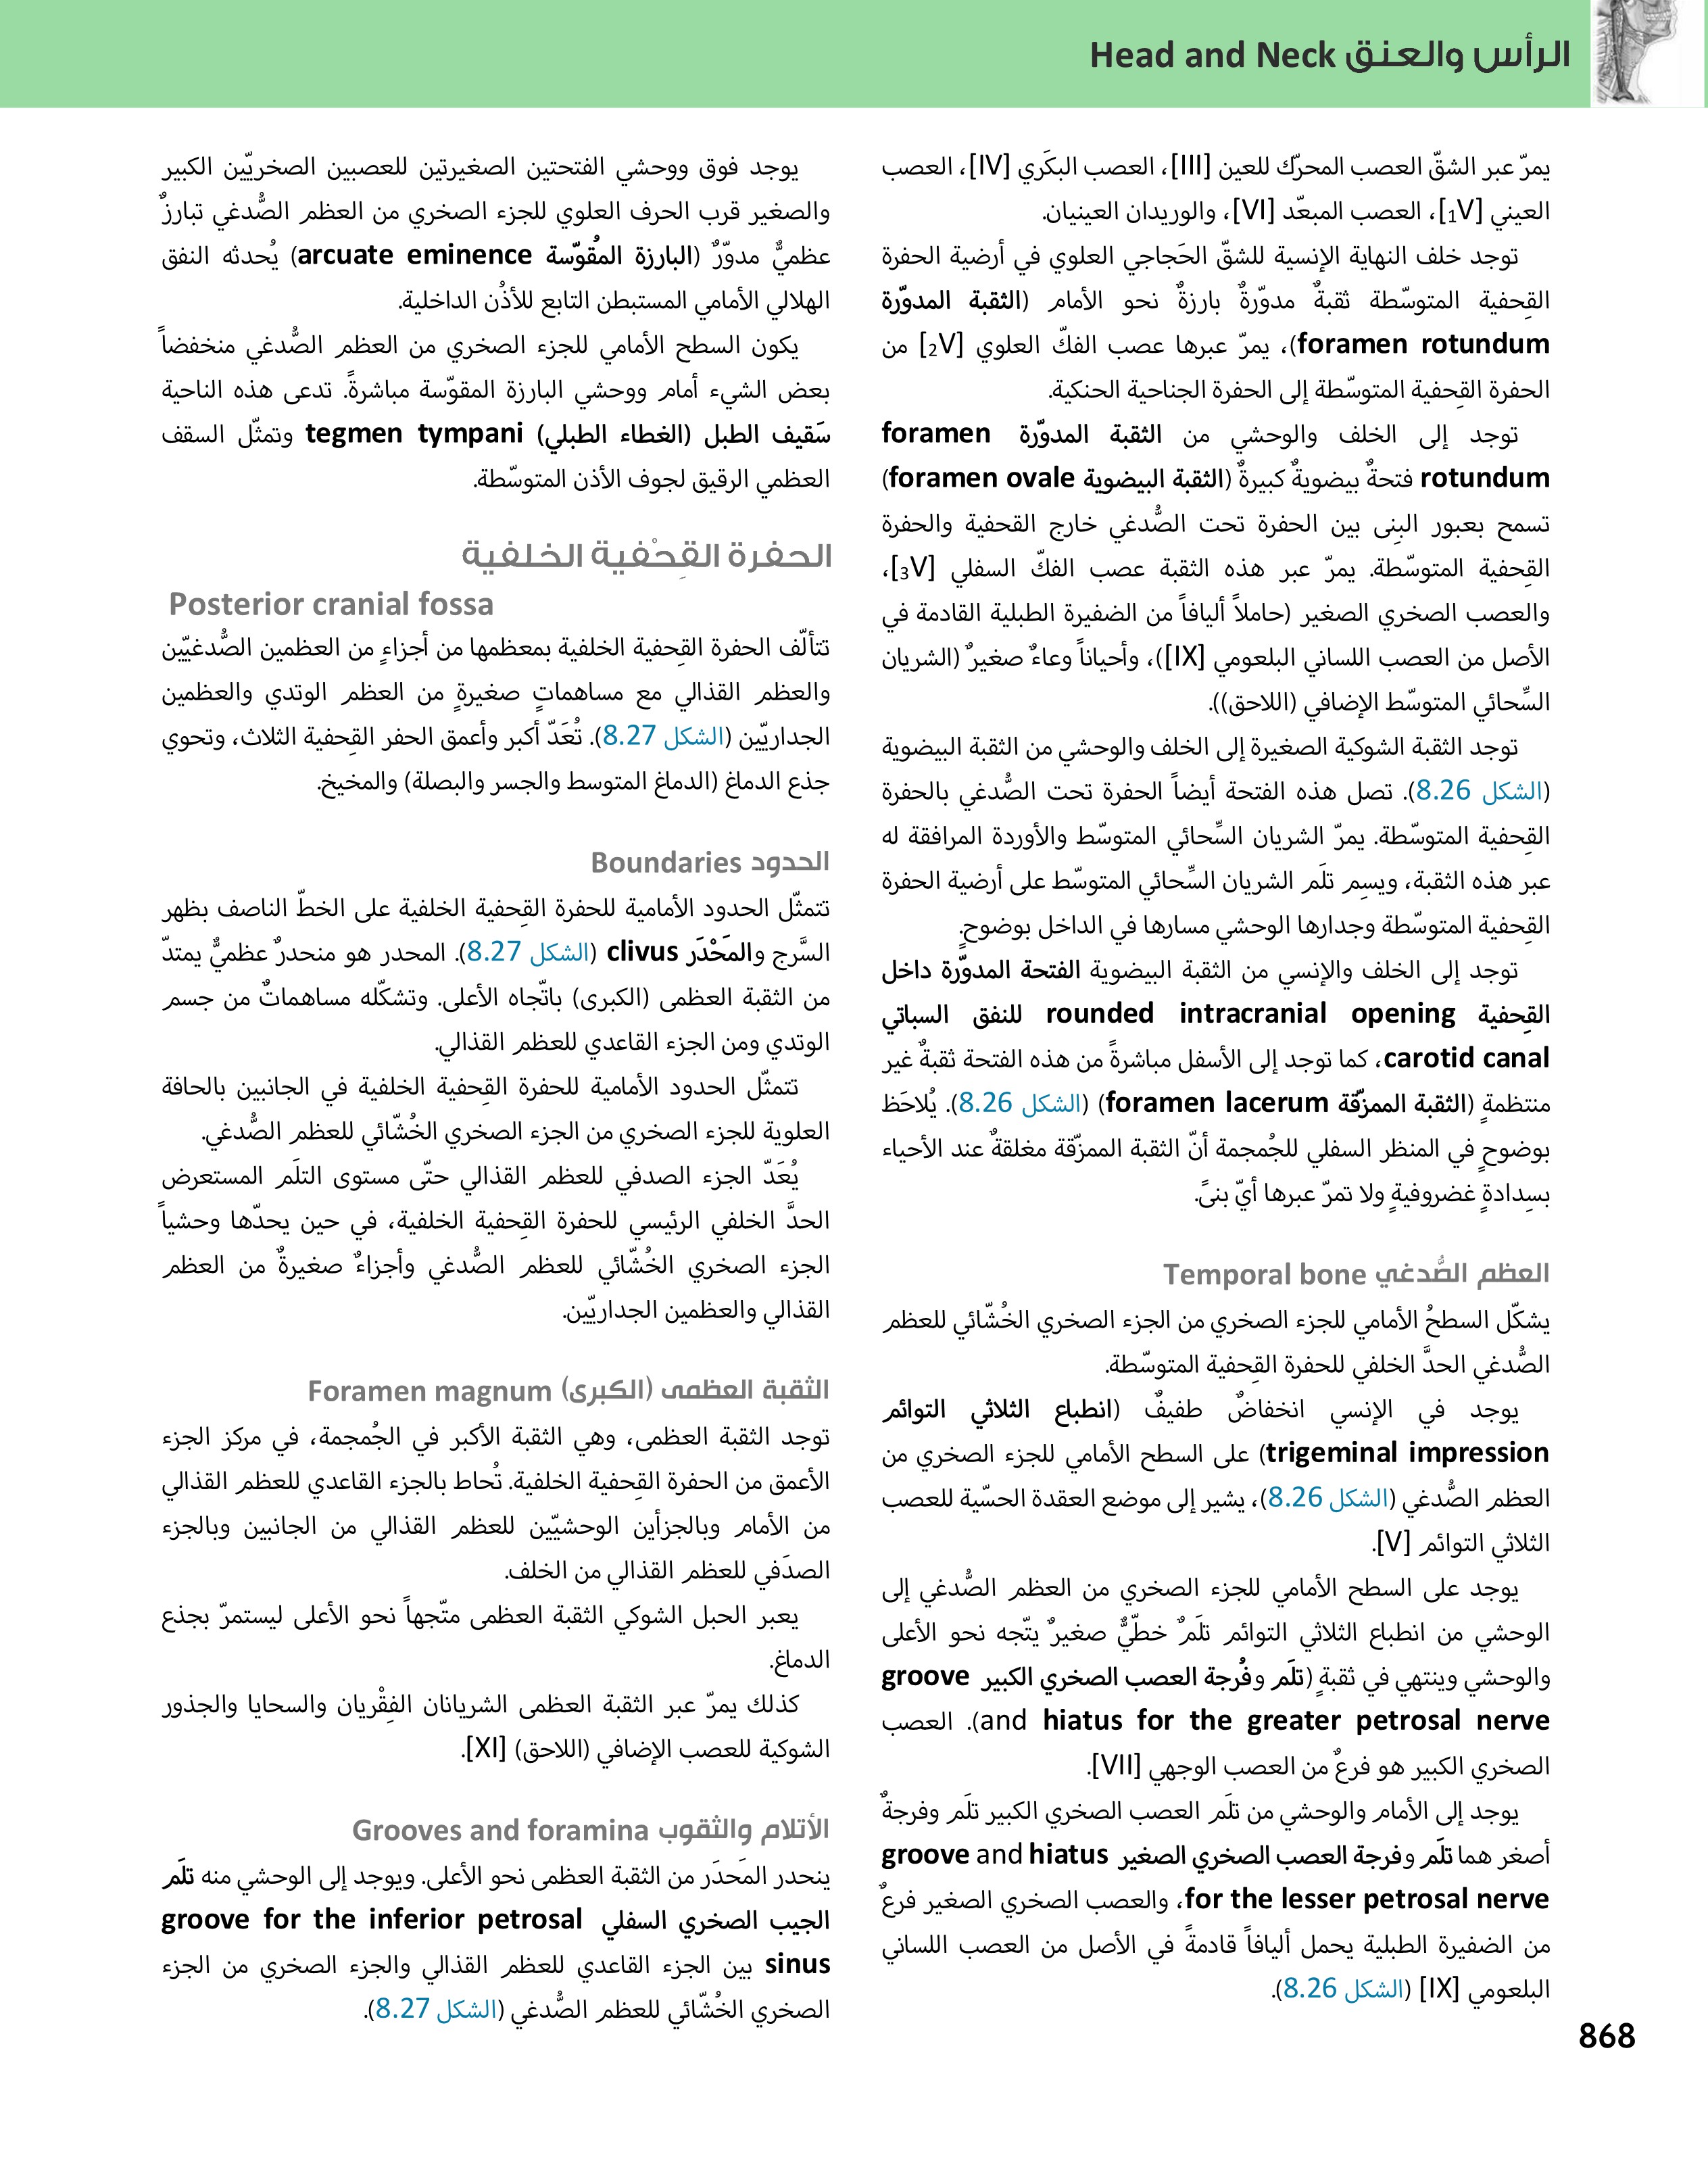 الرأس والعنق Head and Neck
يمرّ عبر الشقّ العصب المحرّك للعين [III]، العصب البكَري [IV]، العصب
العيني [V₁]، العصب المبعّد [VI]، والوريدان العينيان.
توجد خلف النهاية الإنسية للشقّ الحَجاجي العلوي في أرضية الحفرة
القِحفية المتوسّطة ثقبةٌ مدوّرةٌ بارزةٌ نحو الأمام (الثقبة المدوّرة
foramen rotundum)، يمرّ عبرها عصب الفكّ العلوي [V₂] من
الحفرة القِحفية المتوسّطة إلى الحفرة الجناحية الحنكية.
توجد إلى الخلف والوحشي من الثقبة المدوّرة foramen
rotundum فتحةٌ بيضويةٌ كبيرةٌ (الثقبة البيضوية foramen ovale)
تسمح بعبور البِنى بين الحفرة تحت الصُّدغي خارج القحفية والحفرة
القِحفية المتوسّطة. يمرّ عبر هذه الثقبة عصب الفكّ السفلي [V₃]،
والعصب الصخري الصغير (حاملاً أليافاً من الضفيرة الطبلية القادمة في
الأصل من العصب اللساني البلعومي [IX])، وأحياناً وعاءٌ صغيرٌ (الشريان
السِّحائي المتوسّط الإضافي (اللاحق)).
توجد الثقبة الشوكية الصغيرة إلى الخلف والوحشي من الثقبة البيضوية
(الشكل 8.26). تصل هذه الفتحة أيضاً الحفرة تحت الصُّدغي بالحفرة
القِحفية المتوسّطة. يمرّ الشريان السِّحائي المتوسّط والأوردة المرافقة له
عبر هذه الثقبة، ويسِم تلَم الشريان السِّحائي المتوسّط على أرضية الحفرة
القِحفية المتوسّطة وجدارها الوحشي مسارها في الداخل بوضوحٍ.
توجد إلى الخلف والإنسي من الثقبة البيضوية الفتحة المدوّرة داخل
القِحفية rounded intracranial opening للنفق السباتي
carotid canal، كما توجد إلى الأسفل مباشرةً من هذه الفتحة ثقبةٌ غير
منتظمةٍ (الثقبة الممزّقة foramen lacerum) (الشكل 8.26). يُلاحَظ
بوضوحٍ في المنظر السفلي للجُمجمة أنّ الثقبة الممزّقة مغلقةٌ عند الأحياء
بسِدادةٍ غضروفيةٍ ولا تمرّ عبرها أيّ بنىً.
العظم الصُّدغي Temporal bone
يشكّل السطحُ الأمامي للجزء الصخري من الجزء الصخري الخُشّائي للعظم
الصُّدغي الحدَّ الخلفي للحفرة القِحفية المتوسّطة.
يوجد في الإنسي انخفاضٌ طفيفٌ (انطباع الثلاثي التوائم
trigeminal impression) على السطح الأمامي للجزء الصخري من
العظم الصُّدغي (الشكل 8.26)، يشير إلى موضع العقدة الحسّية للعصب
الثلاثي التوائم [V].
يوجد على السطح الأمامي للجزء الصخري من العظم الصُّدغي إلى
الوحشي من انطباع الثلاثي التوائم تلَمٌ خطّيٌّ صغيرٌ يتّجه نحو الأعلى
والوحشي وينتهي في ثقبةٍ (تلَم وفُرجة العصب الصخري الكبير groove
and hiatus for the greater petrosal nerve). العصب
الصخري الكبير هو فرعٌ من العصب الوجهي [VII].
يوجد إلى الأمام والوحشي من تلَم العصب الصخري الكبير تلَم وفرجةٌ
أصغر هما تلَم وفرجة العصب الصخري الصغير groove and hiatus
for the lesser petrosal nerve، والعصب الصخري الصغير فرعٌ
من الضفيرة الطبلية يحمل أليافاً قادمةً في الأصل من العصب اللساني
البلعومي [IX] (الشكل 8.26).
يوجد فوق ووحشي الفتحتين الصغيرتين للعصبين الصخريّين الكبير
والصغير قرب الحرف العلوي للجزء الصخري من العظم الصُّدغي تبارزٌ
عظميٌّ مدوّرٌ (البارزة المُقوّسة arcuate eminence) يُحدثه النفق
الهلالي الأمامي المستبطن التابع للأذُن الداخلية.
يكون السطح الأمامي للجزء الصخري من العظم الصُّدغي منخفضاً
بعض الشيء أمام ووحشي البارزة المقوّسة مباشرةً. تدعى هذه الناحية
سَقيف الطبل (الغطاء الطبلي) tegmen tympani وتمثّل السقف
العظمي الرقيق لجوف الأذن المتوسّطة.
الحفرة القِحْفية الخلفية
Posterior cranial fossa
تتألّف الحفرة القِحفية الخلفية بمعظمها من أجزاءٍ من العظمين الصُّدغيّين
والعظم القذالي مع مساهماتٍ صغيرةٍ من العظم الوتدي والعظمين
الجداريّين (الشكل 8.27). تُعَدّ أكبر وأعمق الحفر القِحفية الثلاث، وتحوي
جذع الدماغ (الدماغ المتوسط والجسر والبصلة) والمخيخ.
الحدود Boundaries
تتمثّل الحدود الأمامية للحفرة القِحفية الخلفية على الخطّ الناصف بظهر
السَّرج والمَحْدَر clivus (الشكل 8.27). المحدر هو منحدرٌ عظميٌّ يمتدّ
من الثقبة العظمى (الكبرى) باتّجاه الأعلى. وتشكّله مساهماتٌ من جسم
الوتدي ومن الجزء القاعدي للعظم القذالي.
تتمثّل الحدود الأمامية للحفرة القِحفية الخلفية في الجانبين بالحافة
العلوية للجزء الصخري من الجزء الصخري الخُشّائي للعظم الصُّدغي.
يُعَدّ الجزء الصدفي للعظم القذالي حتّى مستوى التلَم المستعرض
الحدَّ الخلفي الرئيسي للحفرة القِحفية الخلفية، في حين يحدّها وحشياً
الجزء الصخري الخُشّائي للعظم الصُّدغي وأجزاءٌ صغيرةٌ من العظم
القذالي والعظمين الجداريّين.
الثقبة العظمى (الكبرى) Foramen magnum
توجد الثقبة العظمى، وهي الثقبة الأكبر في الجُمجمة، في مركز الجزء
الأعمق من الحفرة القِحفية الخلفية. تُحاط بالجزء القاعدي للعظم القذالي
من الأمام وبالجزأين الوحشيّين للعظم القذالي من الجانبين وبالجزء
الصدَفي للعظم القذالي من الخلف.
يعبر الحبل الشوكي الثقبة العظمى متّجهاً نحو الأعلى ليستمرّ بجذع
الدماغ.
كذلك يمرّ عبر الثقبة العظمى الشريانان الفِقْريان والسحايا والجذور
الشوكية للعصب الإضافي (اللاحق) [XI].
الأتلام والثقوب Grooves and foramina
ينحدر المَحدَر من الثقبة العظمى نحو الأعلى. ويوجد إلى الوحشي منه تلَم
الجيب الصخري السفلي groove for the inferior petrosal
sinus بين الجزء القاعدي للعظم القذالي والجزء الصخري من الجزء
الصخري الخُشّائي للعظم الصُّدغي (الشكل 8.27).
868